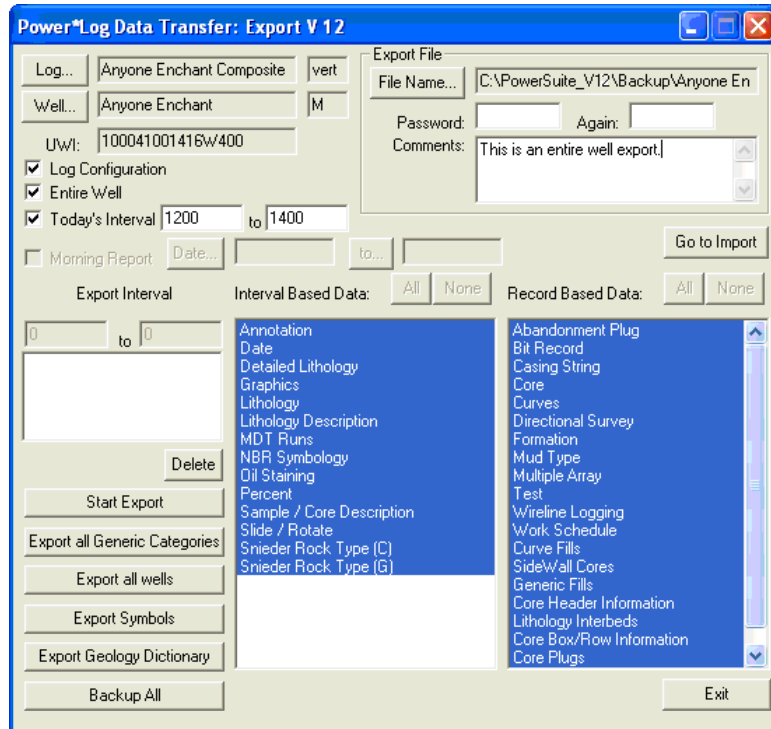 Power*Log Data Transfer: Export V 12
Log... Anyone Enchant Composite vert
Well... Anyone Enchant M
UWI: 100041001416W400
Log Configuration
Entire Well
Today's Interval 1200 to 1400
Morning Report Date... to...
Export File
File Name... C:\PowerSuite_V12\Backup\Anyone En
Password: Again:
Comments: This is an entire well export.
Go to Import
Export Interval
0 to 0
Delete
Start Export
Export all Generic Categories
Export all wells
Export Symbols
Export Geology Dictionary
Backup All
Interval Based Data: All None
Annotation
Date
Detailed Lithology
Graphics
Lithology
Lithology Description
MDT Runs
NBR Symbology
Oil Staining
Percent
Sample / Core Description
Slide / Rotate
Snieder Rock Type (C)
Snieder Rock Type (G)
Record Based Data: All None
Abandonment Plug
Bit Record
Casing String
Core
Curves
Directional Survey
Formation
Mud Type
Multiple Array
Test
Wireline Logging
Work Schedule
Curve Fills
SideWall Cores
Generic Fills
Core Header Information
Lithology Interbeds
Core Box/Row Information
Core Plugs
Exit